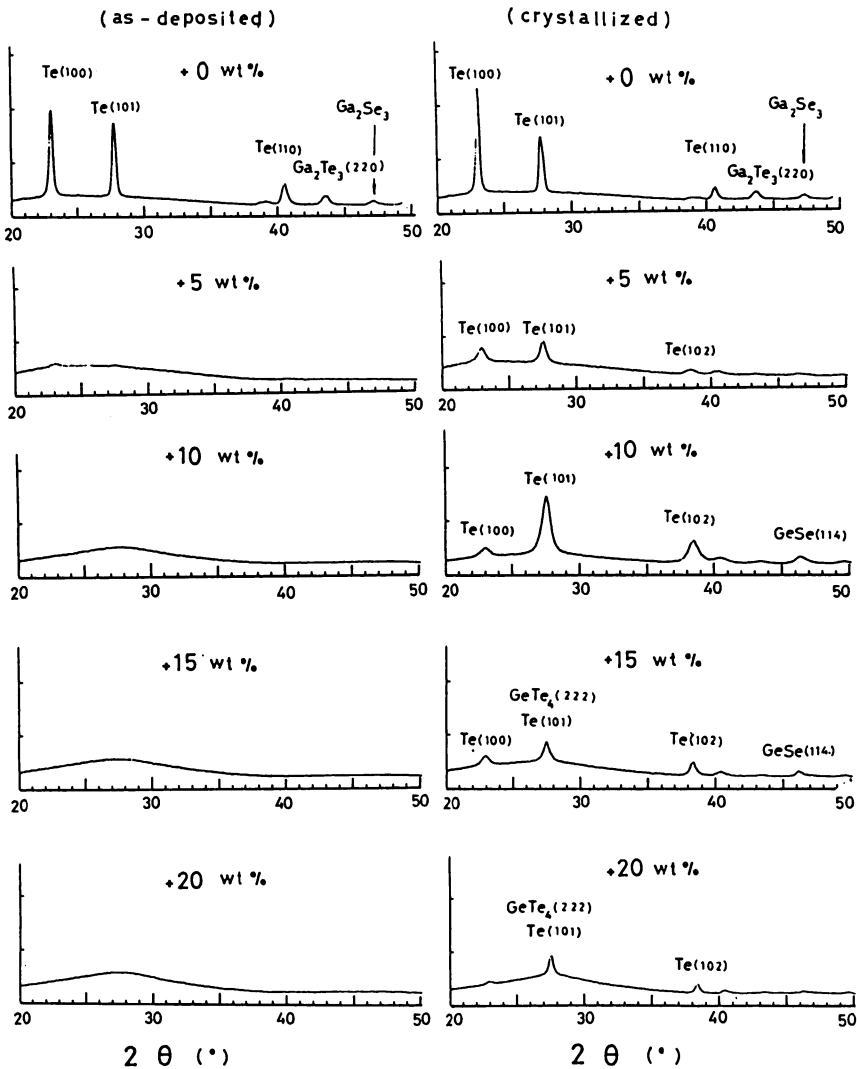 (as-deposited)
(crystallized)
+0 wt%
Te(100)
Te(101)
Te(110)
Ga₂Te₃(220)
Ga₂Se₃
20 30 40 50
+0 wt%
Te(100)
Te(101)
Te(110)
Ga₂Te₃(220)
Ga₂Se₃
20 30 40 50
+5 wt%
20 30 40 50
+5 wt%
Te(100)
Te(101)
Te(102)
20 30 40 50
+10 wt%
20 30 40 50
+10 wt%
Te(101)
Te(100)
Te(102)
GeSe(114)
20 30 40 50
+15 wt%
20 30 40 50
+15 wt%
GeTe₄(222)
Te(101)
Te(100)
Te(102)
GeSe(114)
20 30 40 50
+20 wt%
20 30 40 50
+20 wt%
GeTe₄(222)
Te(101)
Te(102)
20 30 40 50
2 θ (°)
2 θ (°)